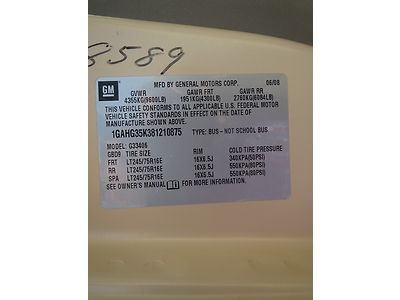 8589
GM
MFD BY GENERAL MOTORS CORP. 06/08
GVWR GAWR FRT GAWR RR
4355KG(9600LB) 1951KG(4300LB) 2760KG(6084LB)
THIS VEHICLE CONFORMS TO ALL APPLICABLE U.S. FEDERAL MOTOR
VEHICLE SAFETY STANDARDS IN EFFECT ON THE DATE OF
MANUFACTURE SHOWN ABOVE.
1GAHG35K381210875 TYPE: BUS - NOT SCHOOL BUS
MODEL: G33406
GBD9 TIRE SIZE RIM COLD TIRE PRESSURE
FRT LT245/75R16E 16X6.5J 340KPA(50PSI)
RR LT245/75R16E 16X6.5J 550KPA(80PSI)
SPA LT245/75R16E 16X6.5J 550KPA(80PSI)
SEE OWNER'S MANUAL FOR MORE INFORMATION.